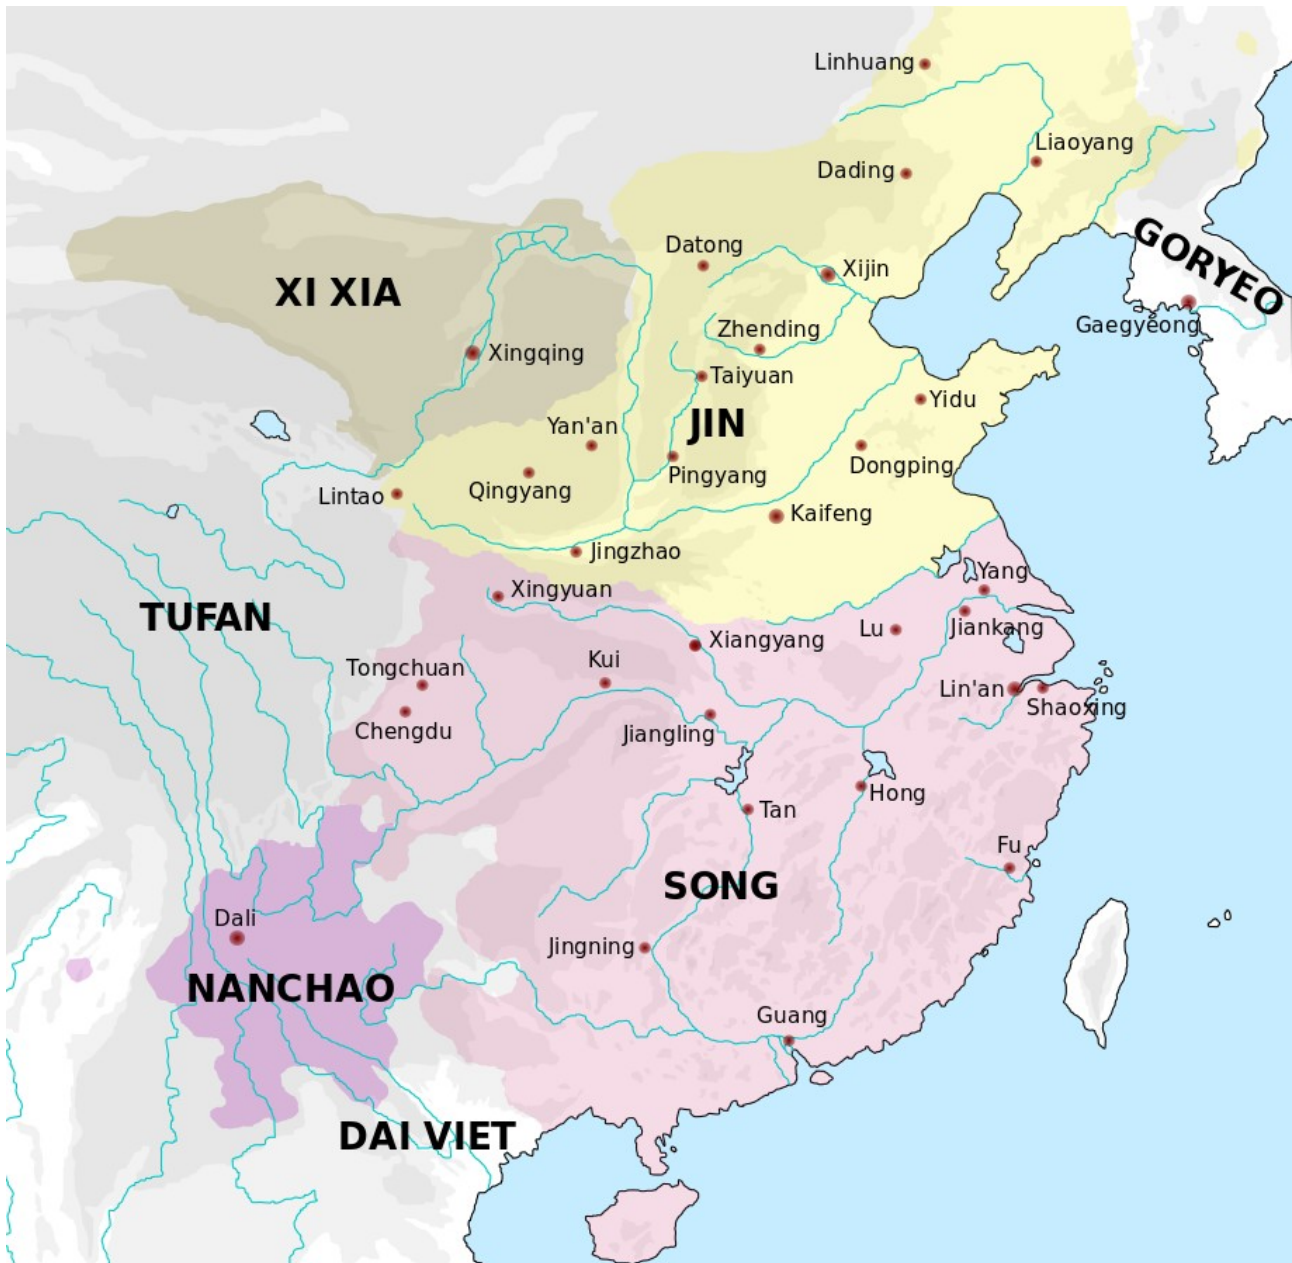 Linhuang
Liaoyang
Dading
GORYEO
Datong
Xijin
XI XIA
Gaegyeong
Zhending
Xingqing
Taiyuan
Yidu
JIN
Yan'an
Dongping
Pingyang
Qingyang
Lintao
Kaifeng
Jingzhao
Yang
Xingyuan
TUFAN
Jiankang
Lu
Xiangyang
Kui
Tongchuan
Lin'an
Shaoxing
Chengdu
Jiangling
Hong
Tan
Fu
SONG
Dali
Jingning
NANCHAO
Guang
DAI VIET